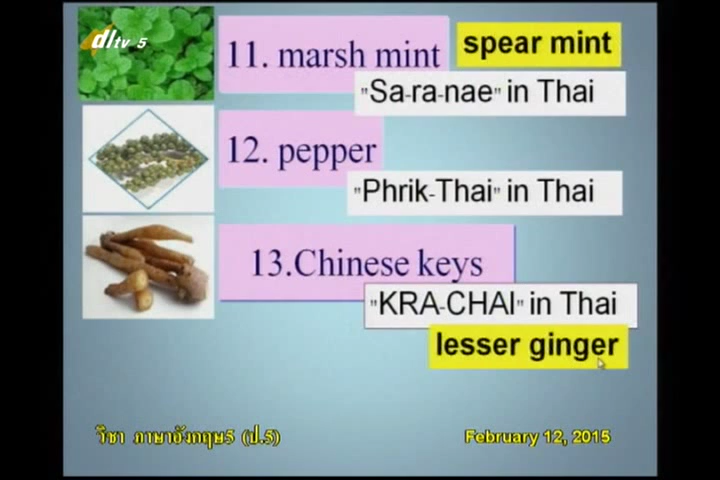 dltv 5
11. marsh mint
spear mint
"Sa-ra-nae" in Thai
12. pepper
"Phrik-Thai" in Thai
13.Chinese keys
"KRA-CHAI" in Thai
lesser ginger
วิชา ภาษาอังกฤษ5 (ป.5)
February 12, 2015